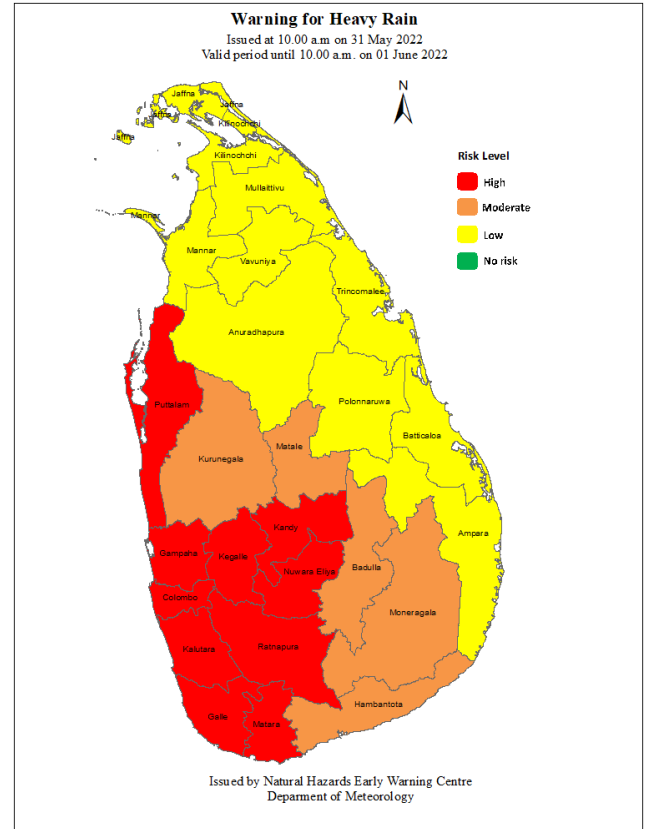 Warning for Heavy Rain
Issued at 10.00 a.m on 31 May 2022
Valid period until 10.00 a.m. on 01 June 2022
N
Risk Level
High
Moderate
Low
No risk
Jaffna
Jaffna
Jaffna
Kilinochchi
Jaffna
Kilinochchi
Mullaittivu
Mannar
Mannar
Vavuniya
Trincomalee
Anuradhapura
Puttalam
Polonnaruwa
Batticaloa
Matale
Kurunegala
Kandy
Ampara
Gampaha
Kegalle
Nuwara Eliya
Badulla
Colombo
Moneragala
Kalutara
Ratnapura
Hambantota
Galle
Matara
Issued by Natural Hazards Early Warning Centre
Deparment of Meteorology